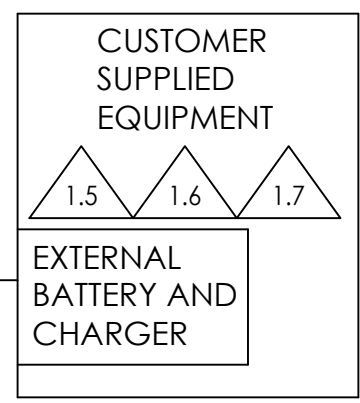 CUSTOMER
SUPPLIED
EQUIPMENT
1.5 1.6 1.7
EXTERNAL
BATTERY AND
CHARGER